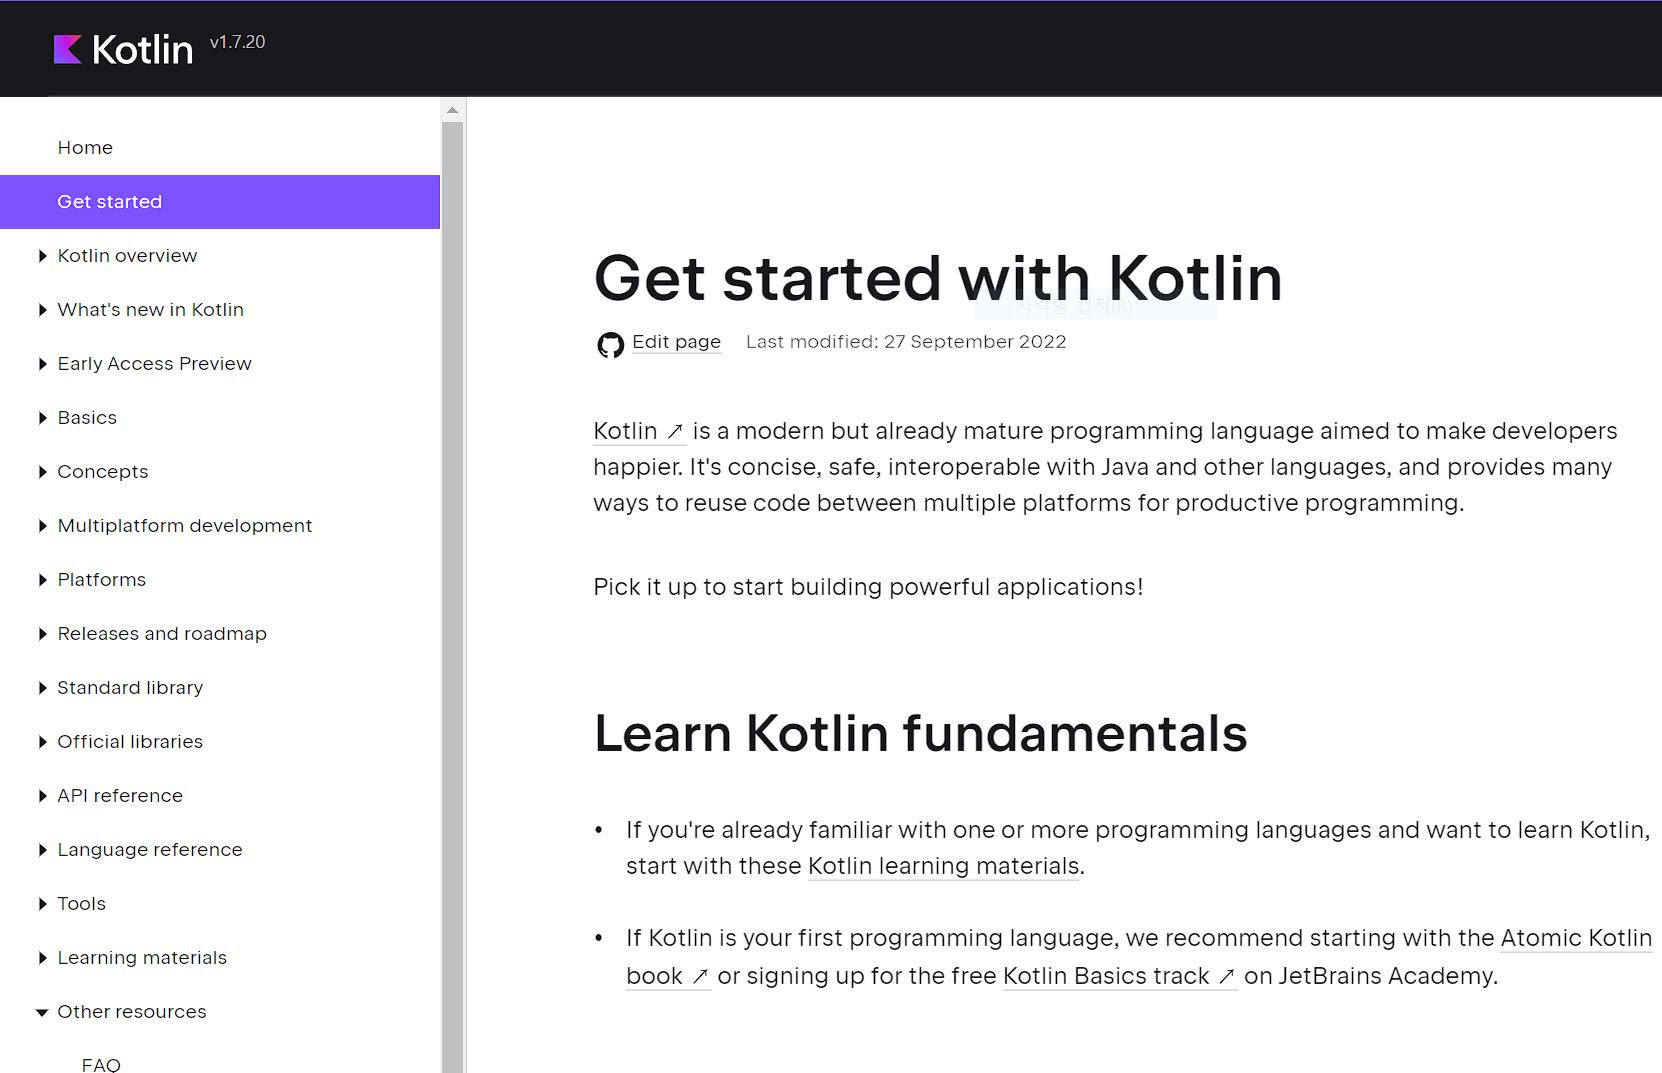 Kotlin v1.7.20
Home
Get started
Kotlin overview
What's new in Kotlin
Early Access Preview
Basics
Concepts
Multiplatform development
Platforms
Releases and roadmap
Standard library
Official libraries
API reference
Language reference
Tools
Learning materials
Other resources
FAQ
Get started with Kotlin
사각형 캡처(R)
Edit page Last modified: 27 September 2022
Kotlin ↗ is a modern but already mature programming language aimed to make developers
happier. It's concise, safe, interoperable with Java and other languages, and provides many
ways to reuse code between multiple platforms for productive programming.
Pick it up to start building powerful applications!
Learn Kotlin fundamentals
• If you're already familiar with one or more programming languages and want to learn Kotlin,
start with these Kotlin learning materials.
• If Kotlin is your first programming language, we recommend starting with the Atomic Kotlin
book ↗ or signing up for the free Kotlin Basics track ↗ on JetBrains Academy.